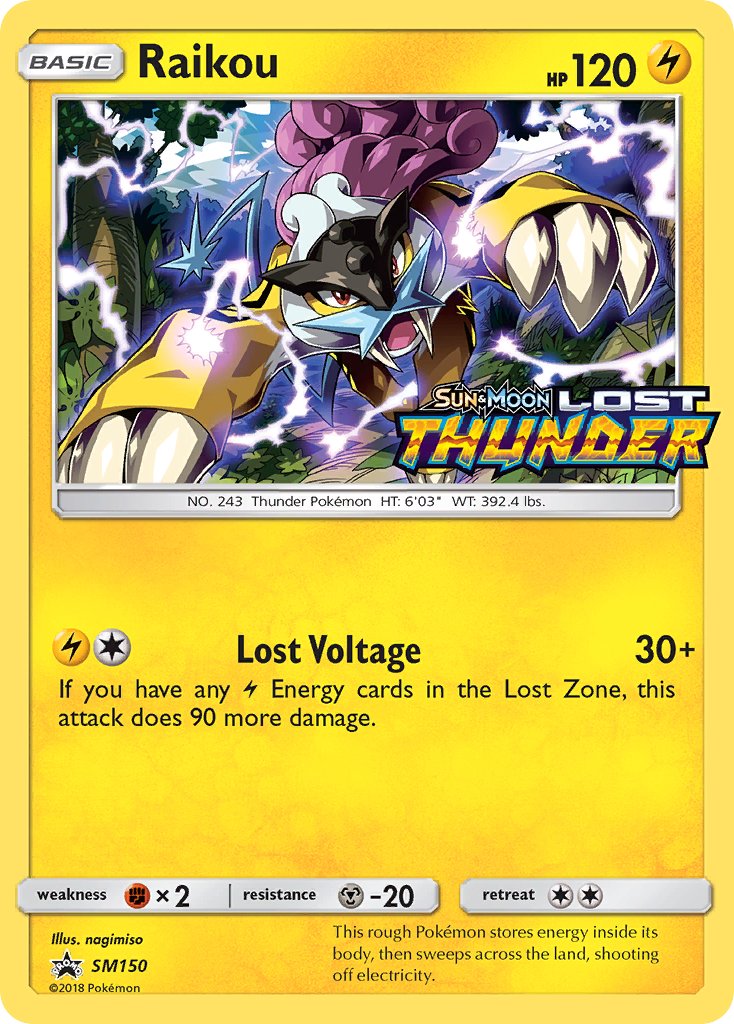 BASIC Raikou HP 120
SUN & MOON LOST
THUNDER
NO. 243 Thunder Pokémon HT: 6'03" WT: 392.4 lbs.
Lost Voltage 30+
If you have any Energy cards in the Lost Zone, this
attack does 90 more damage.
weakness × 2 resistance -20 retreat
Illus. nagimiso
PROMO SM150
©2018 Pokémon
This rough Pokémon stores energy inside its
body, then sweeps across the land, shooting
off electricity.